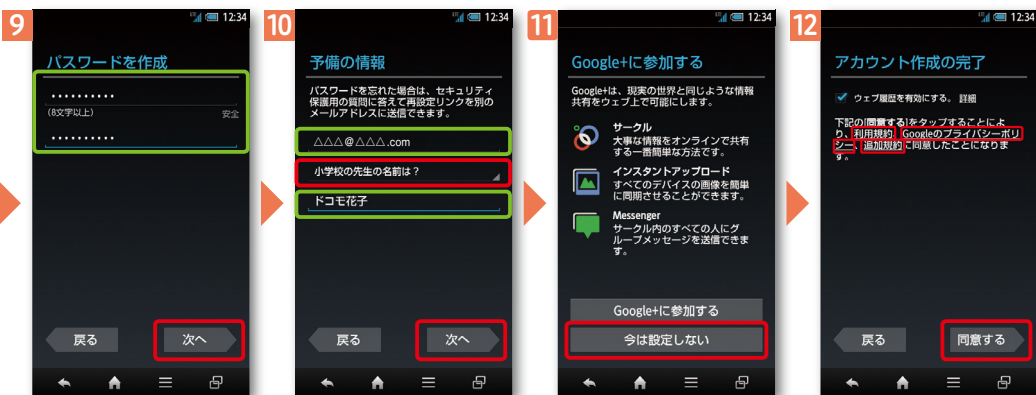 9
LTE 12:34
パスワードを作成
••••••••••
(8文字以上)
安全
••••••••••
戻る
次へ
10
LTE 12:34
予備の情報
パスワードを忘れた場合は、セキュリティ
保護用の質問に答えて再設定リンクを別の
メールアドレスに送信できます。
△△△@△△△.com
小学校の先生の名前は？
ドコモ花子
戻る
次へ
11
LTE 12:34
Google+に参加する
Google+は、現実の世界と同じような情報
共有をウェブ上で可能にします。
サークル
大事な情報をオンラインで共有
する一番簡単な方法です。
インスタントアップロード
すべてのデバイスの画像を簡単
に同期させることができます。
Messenger
サークル内のすべての人にグ
ループメッセージを送信できま
す。
Google+に参加する
今は設定しない
12
LTE 12:34
アカウント作成の完了
ウェブ履歴を有効にする。 詳細
下記の[同意する]をタップすることによ
り、利用規約、Googleのプライバシーポリ
シー、追加規約に同意したことになりま
す。
戻る
同意する